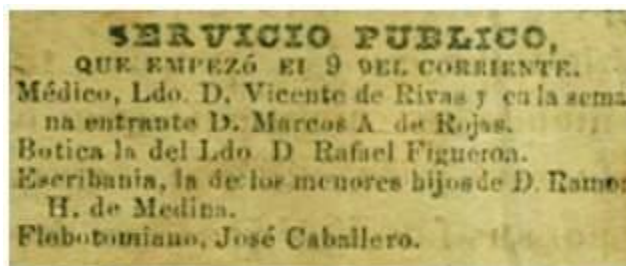 SERVICIO PUBLICO,
QUE EMPEZÓ El 9 DEL CORRIENTE.
Médico, Ldo. D. Vicente de Rivas y en la sema
na entrante D. Marcos A. de Rojas.
Botica la del Ldo. D Rafael Figueroa.
Escribania, la de los menores hijos de D. Ramon
H. de Medina.
Flebotomiano, José Caballero.